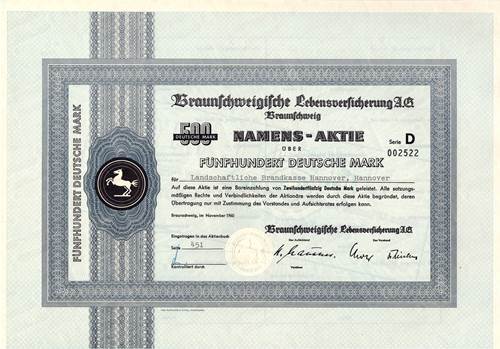 FÜNFHUNDERT DEUTSCHE MARK
Braunschweigische Lebensversicherung A.G.
Braunschweig
500
DEUTSCHE MARK
NAMENS-AKTIE
Serie D
002522
ÜBER
FÜNFHUNDERT DEUTSCHE MARK
für Landschaftliche Brandkasse Hannover, Hannover
Auf diese Aktie ist eine Bareinzahlung von Zweihundertfünfzig Deutsche Mark geleistet. Alle satzungs-
mäßigen Rechte und Verbindlichkeiten der Aktionäre werden durch diese Aktie begründet, deren
Übertragung nur mit Zustimmung des Vorstandes und Aufsichtsrates erfolgen kann.
Braunschweig, im November 1960
Eingetragen in das Aktienbuch
Seite 451
Kontrolliert durch
Braunschweigische Lebensversicherung A.G.
Der Aufsichtsrat
Der Vorstand